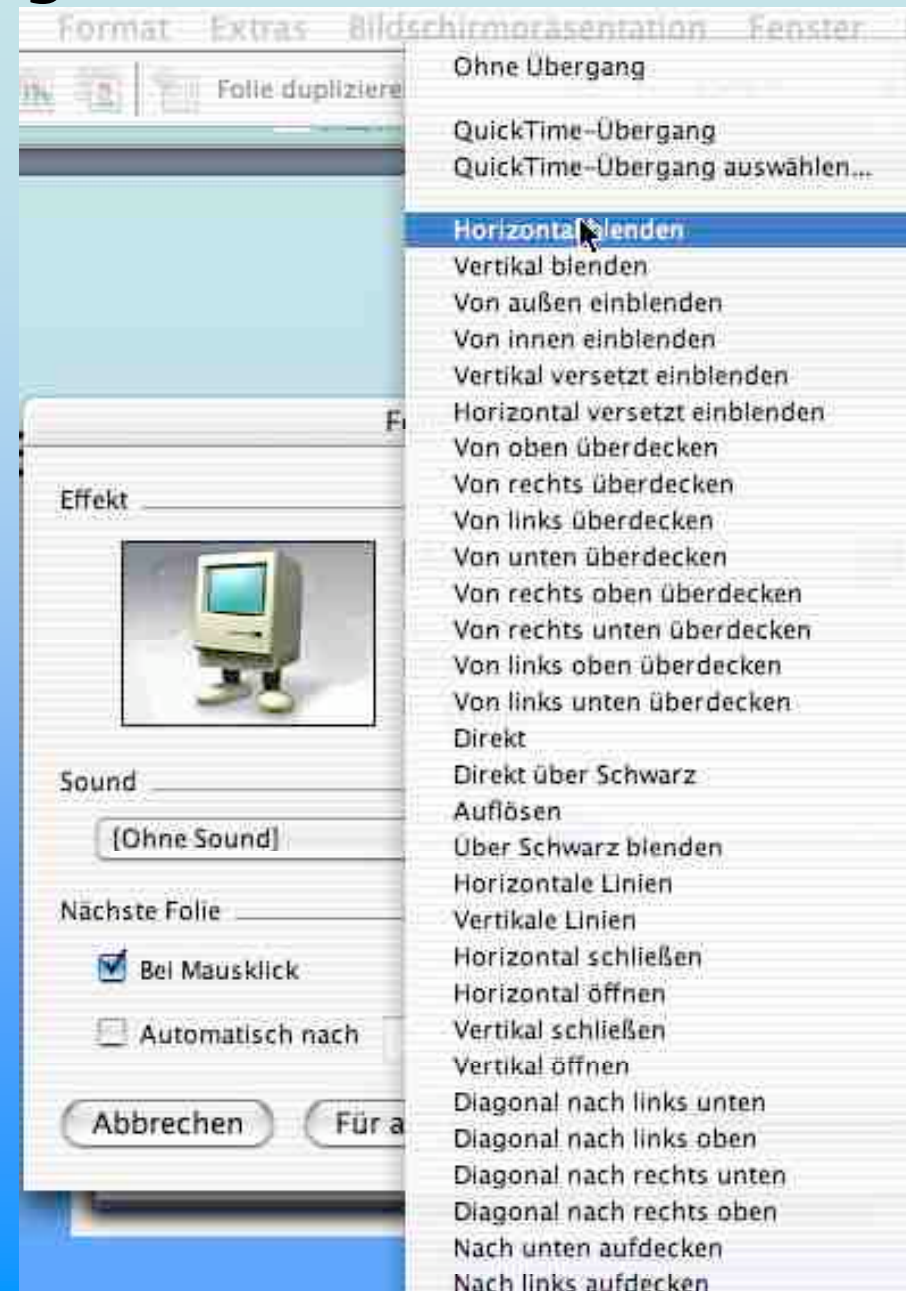 Format Extras Bildschirmpräsentation Fenster
Folie dupliziere
Ohne Übergang
QuickTime-Übergang
QuickTime-Übergang auswählen...
Horizontal blenden
Vertikal blenden
Von außen einblenden
Von innen einblenden
Vertikal versetzt einblenden
Horizontal versetzt einblenden
Von oben überdecken
Von rechts überdecken
Von links überdecken
Von unten überdecken
Von rechts oben überdecken
Von rechts unten überdecken
Von links oben überdecken
Von links unten überdecken
Direkt
Direkt über Schwarz
Auflösen
Über Schwarz blenden
Horizontale Linien
Vertikale Linien
Horizontal schließen
Horizontal öffnen
Vertikal schließen
Vertikal öffnen
Diagonal nach links unten
Diagonal nach links oben
Diagonal nach rechts unten
Diagonal nach rechts oben
Nach unten aufdecken
Nach links aufdecken
Effekt
Sound
[Ohne Sound]
Nächste Folie
Bei Mausklick
Automatisch nach
Abbrechen
Für a